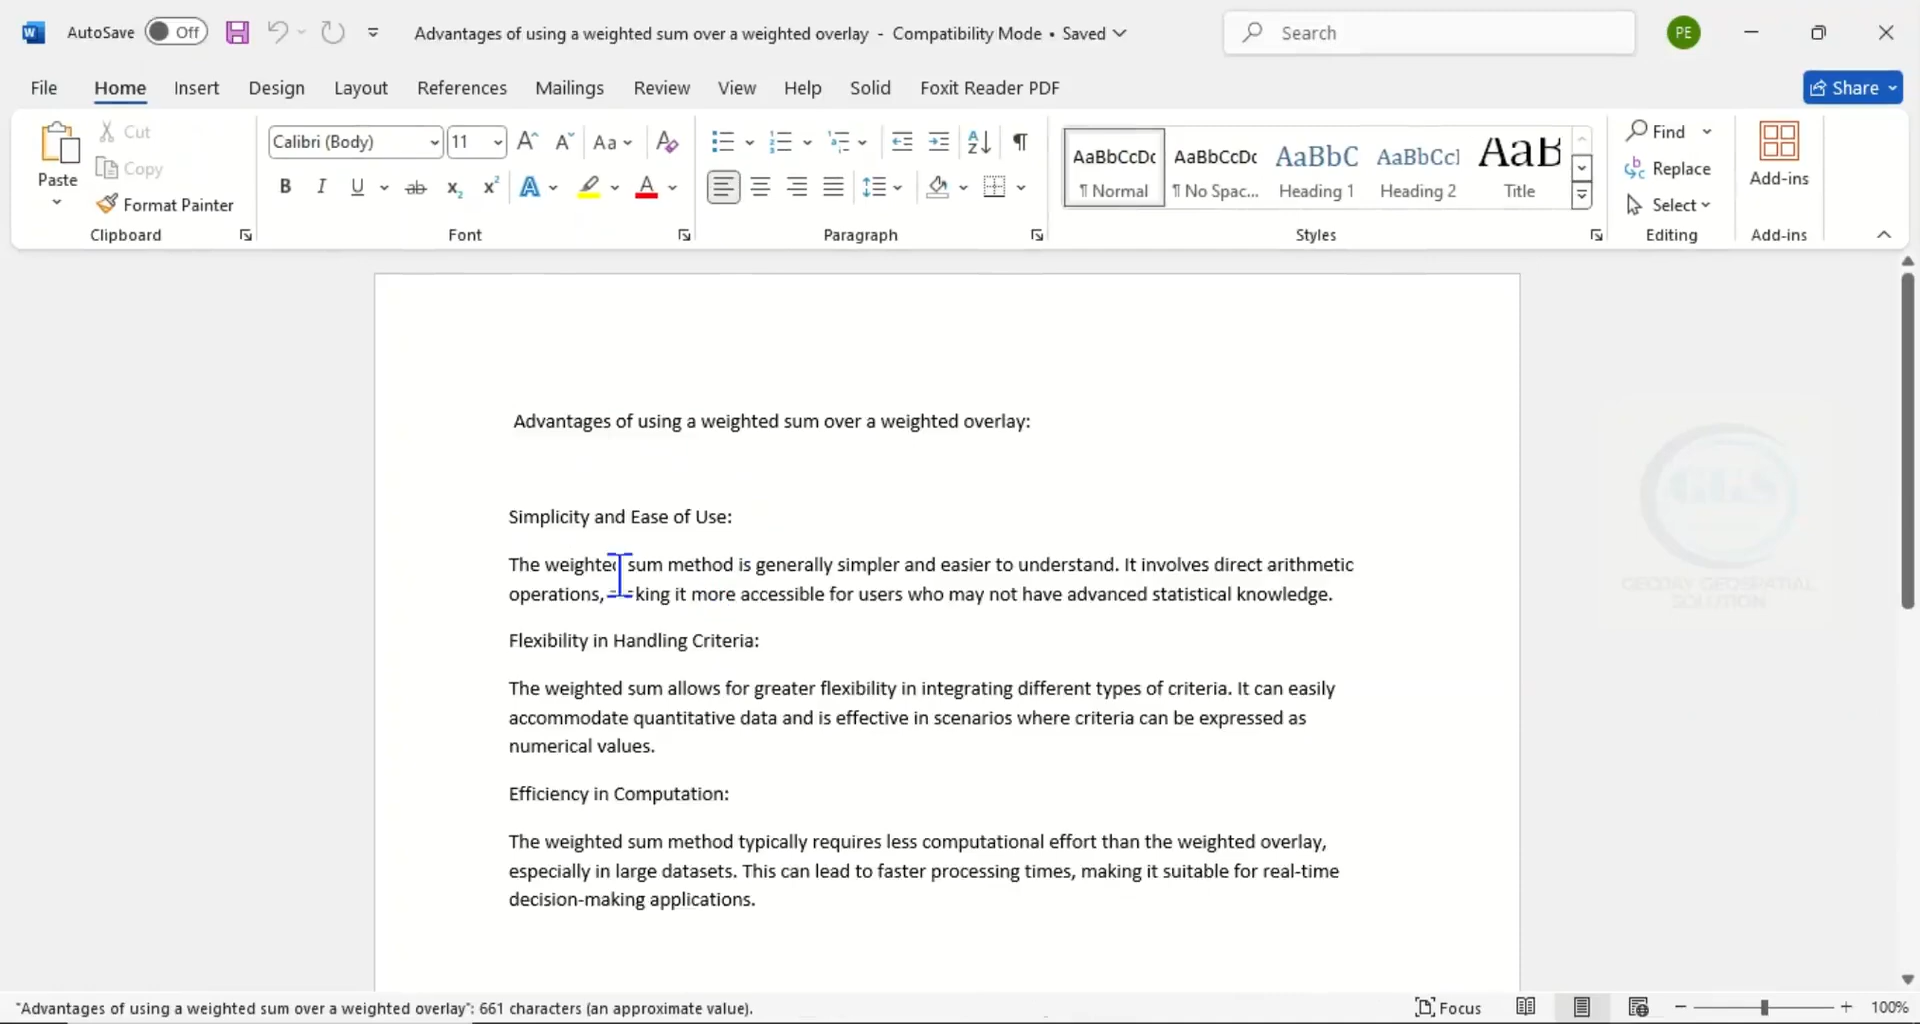 AutoSave Off Advantages of using a weighted sum over a weighted overlay - Compatibility Mode • Saved Search PE
File Home Insert Design Layout References Mailings Review View Help Solid Foxit Reader PDF Share
Paste Cut Copy Format Painter Clipboard
Calibri (Body) 11 Font
Paragraph
AaBbCcDc ¶ Normal AaBbCcDc ¶ No Spac... AaBbC Heading 1 AaBbCcI Heading 2 AaB Title Styles
Find Replace Select Editing
Add-ins Add-ins
Advantages of using a weighted sum over a weighted overlay:
Simplicity and Ease of Use:
The weighted sum method is generally simpler and easier to understand. It involves direct arithmetic
operations, king it more accessible for users who may not have advanced statistical knowledge.
Flexibility in Handling Criteria:
The weighted sum allows for greater flexibility in integrating different types of criteria. It can easily
accommodate quantitative data and is effective in scenarios where criteria can be expressed as
numerical values.
Efficiency in Computation:
The weighted sum method typically requires less computational effort than the weighted overlay,
especially in large datasets. This can lead to faster processing times, making it suitable for real-time
decision-making applications.
GEODAY GEOSPATIAL
SOLUTION
"Advantages of using a weighted sum over a weighted overlay": 661 characters (an approximate value). Focus 100%